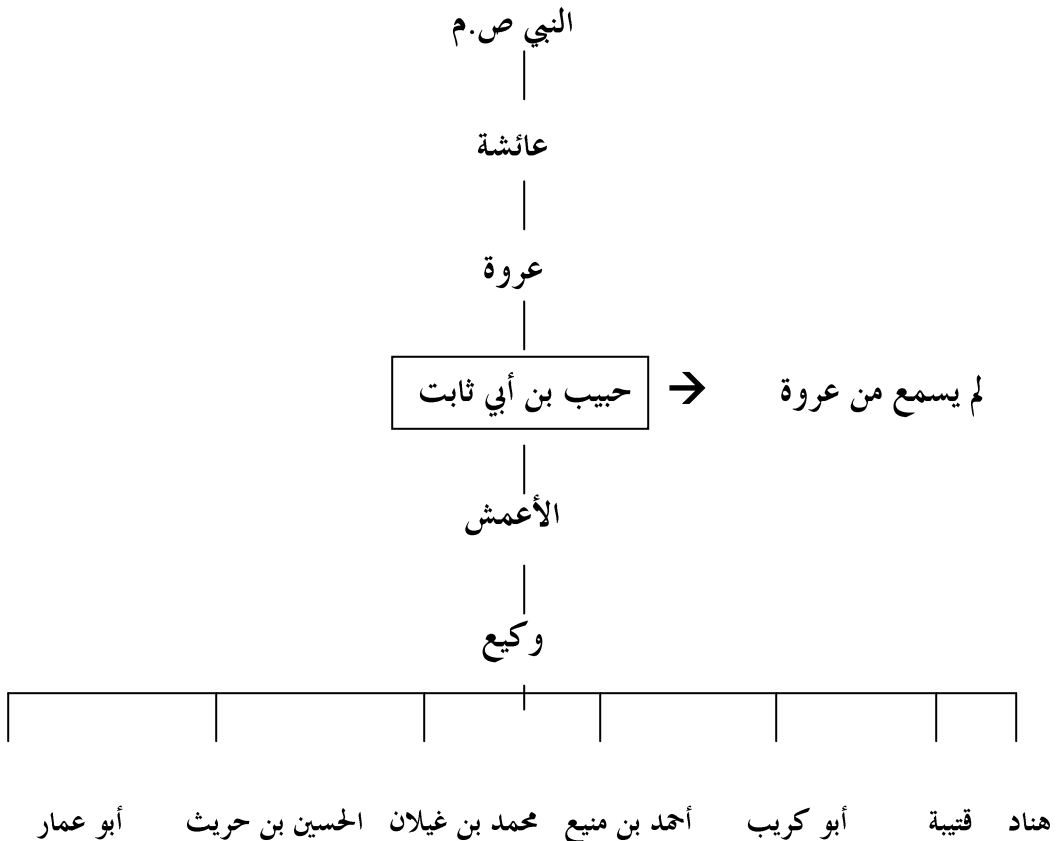 النبي ص.م
عائشة
عروة
حبيب بن أبي ثابت → لم يسمع من عروة
الأعمش
وكيع
هناد قتيبة أبو كريب أحمد بن منيع محمد بن غيلان الحسين بن حريث أبو عمار